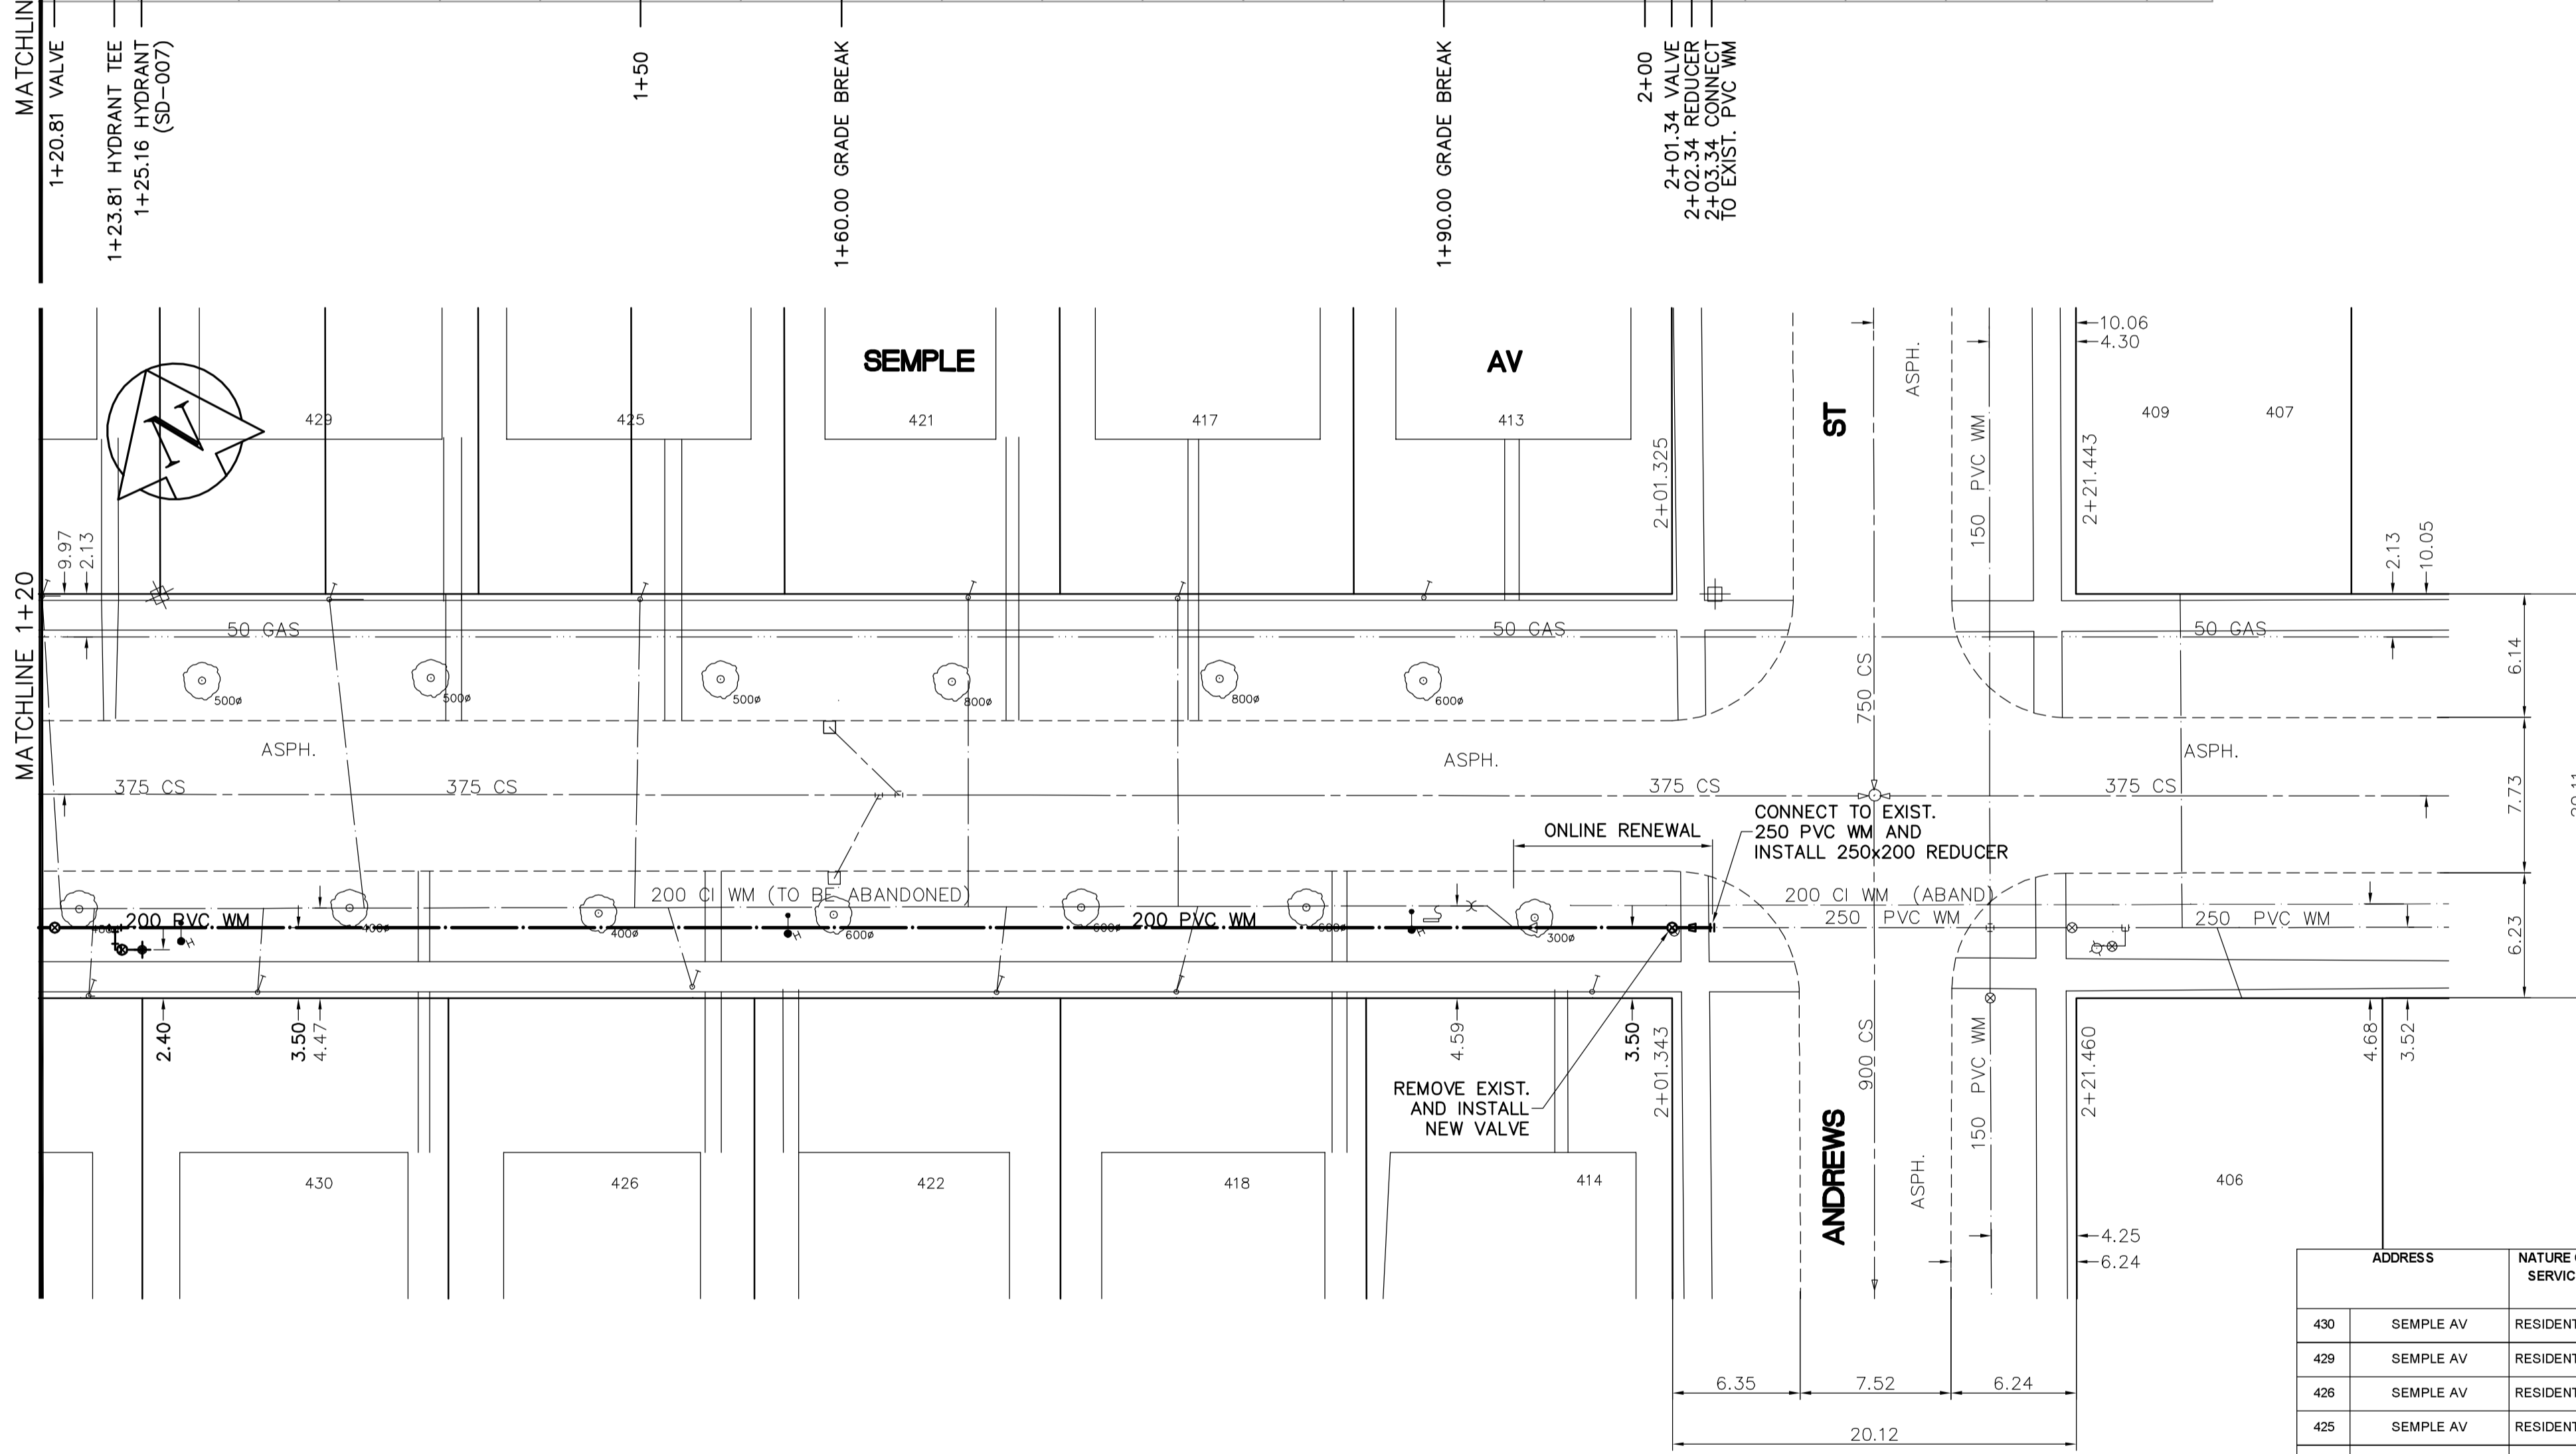 MATCHLIN
1+20.81 VALVE
1+23.81 HYDRANT TEE
1+25.16 HYDRANT
(SD-007)
1+50
1+60.00 GRADE BREAK
1+90.00 GRADE BREAK
2+00
2+01.34 VALVE
2+02.34 REDUCER
2+03.34 CONNECT
TO EXIST. PVC WM
MATCHLINE 1+20
N
SEMPLE AV
429
425
421
417
413
409
407
ST
ASPH.
150 PVC WM
10.06
4.30
2+01.325
2+21.443
9.97
2.13
2.13
10.05
50 GAS
50 GAS
50 GAS
500ø
500ø
500ø
800ø
800ø
600ø
750 CS
6.14
ASPH.
ASPH.
ASPH.
375 CS
375 CS
375 CS
375 CS
7.73
ONLINE RENEWAL
CONNECT TO EXIST.
250 PVC WM AND
INSTALL 250x200 REDUCER
200 CI WM (TO BE ABANDONED)
200 CI WM (ABAND)
200 PVC WM
200 PVC WM
250 PVC WM
250 PVC WM
H
H
H
400ø
400ø
600ø
300ø
6.23
2.40
3.50
4.47
4.59
3.50
2+01.343
900 CS
150 PVC WM
2+21.460
4.68
3.52
REMOVE EXIST.
AND INSTALL
NEW VALVE
ANDREWS
ASPH.
430
426
422
418
414
406
4.25
6.24
6.35
7.52
6.24
20.12
ADDRESS
NATURE
SERVIC
430 SEMPLE AV RESIDENT
429 SEMPLE AV RESIDENT
426 SEMPLE AV RESIDENT
425 SEMPLE AV RESIDENT